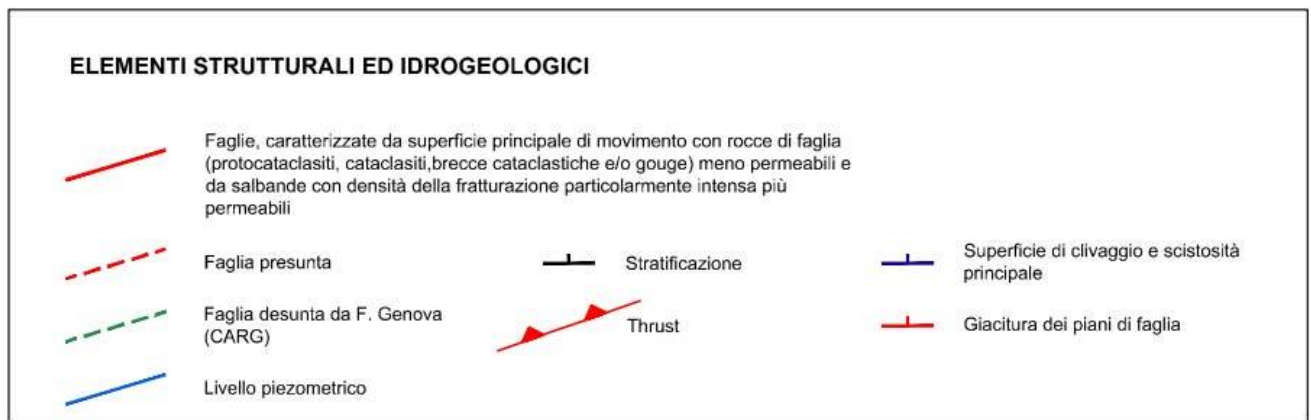 ELEMENTI STRUTTURALI ED IDROGEOLOGICI
Faglie, caratterizzate da superficie principale di movimento con rocce di faglia
(protocataclasiti, cataclasiti,brecce cataclastiche e/o gouge) meno permeabili e
da salbande con densità della fratturazione particolarmente intensa più
permeabili
Faglia presunta
Stratificazione
Superficie di clivaggio e scistosità
principale
Faglia desunta da F. Genova
(CARG)
Thrust
Giacitura dei piani di faglia
Livello piezometrico